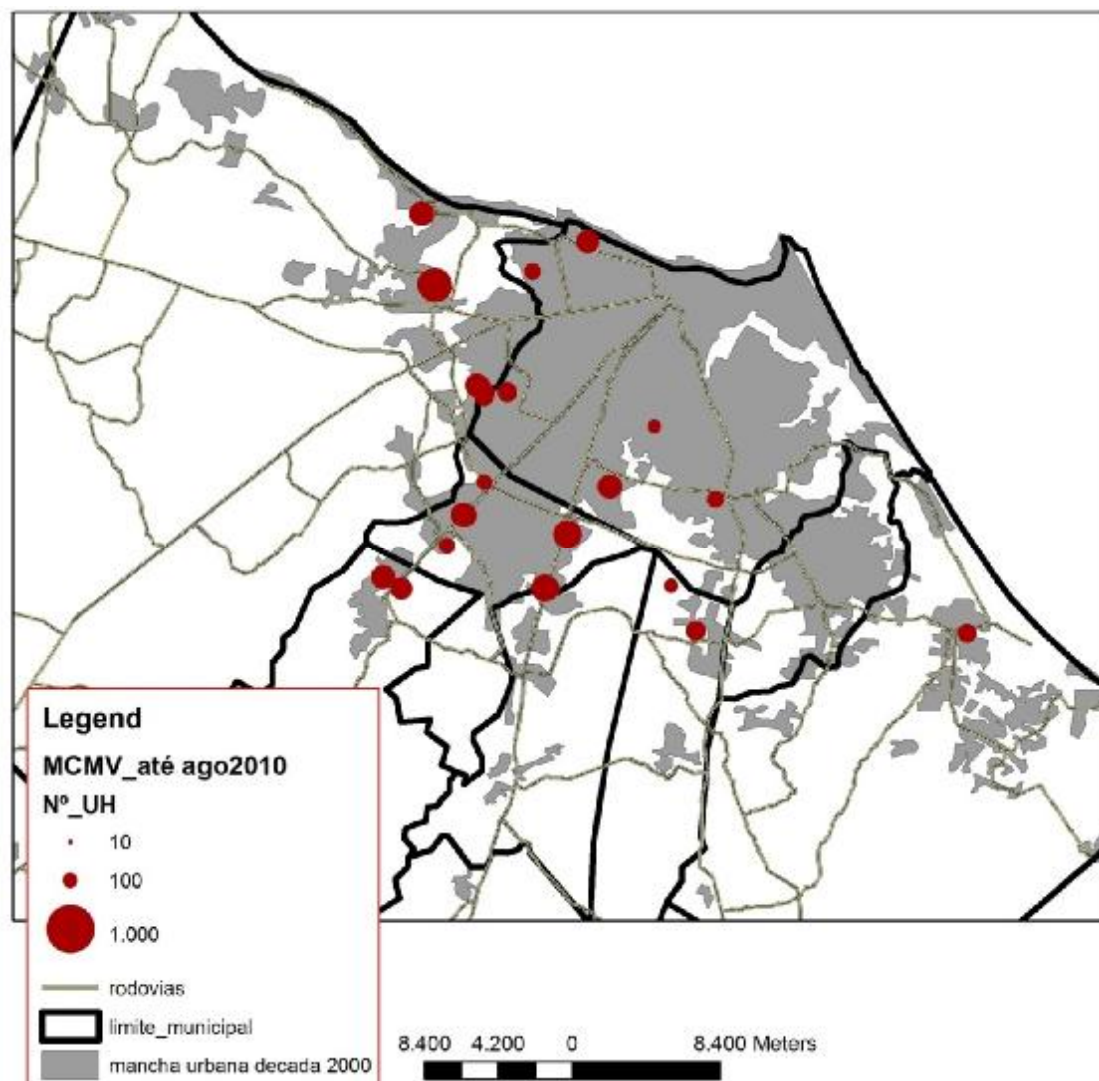 Legend
MCMV_até ago2010
Nº_UH
10
100
1.000
rodovias
limite_municipal
mancha urbana decada 2000
8.400 4.200 0 8.400 Meters